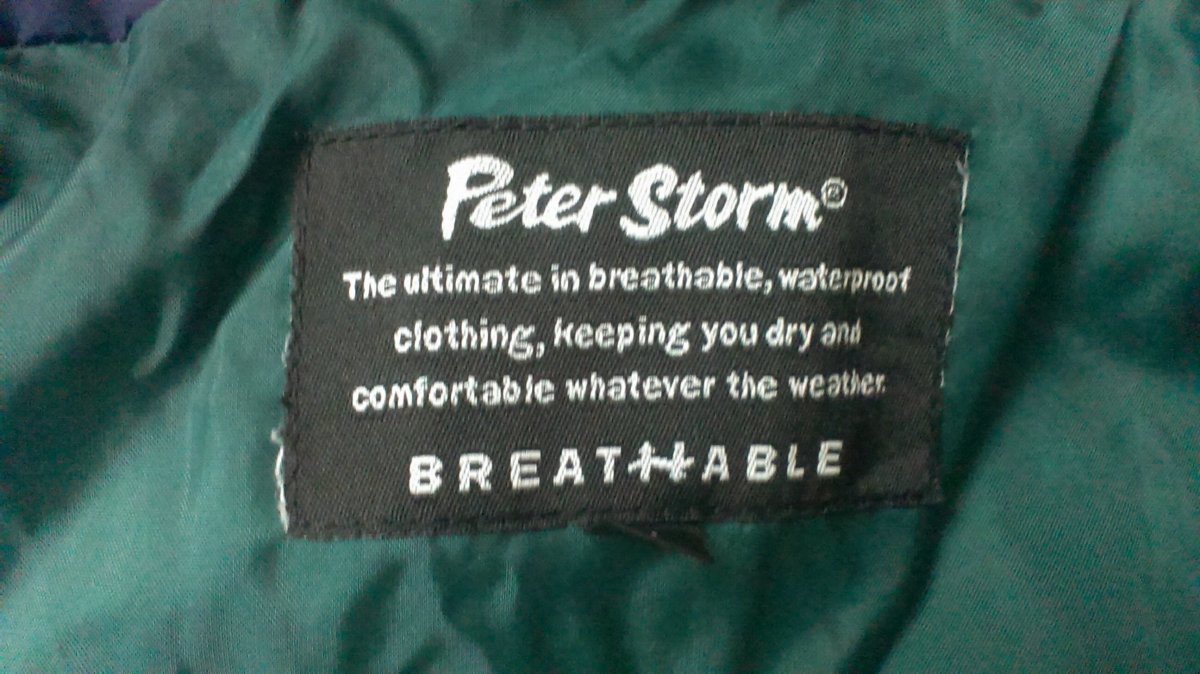 Peter Storm®
The ultimate in breathable, waterproof
clothing, keeping you dry and
comfortable whatever the weather.
BREATHABLE